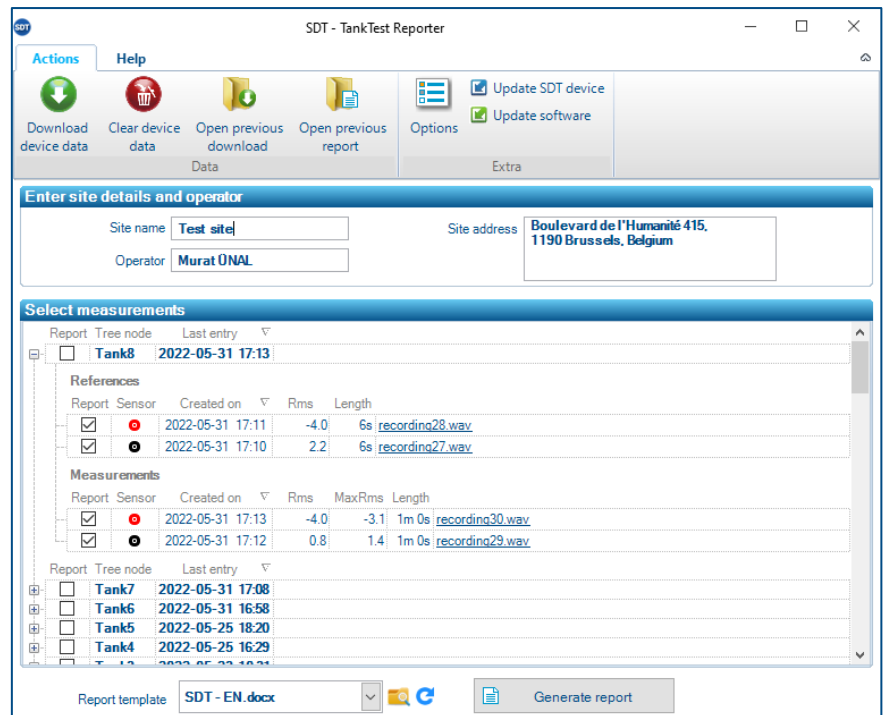 SDT
SDT - TankTest Reporter
Actions Help
Download device data
Clear device data
Open previous download
Open previous report
Options
Update SDT device
Update software
Data
Extra
Enter site details and operator
Site name Test site
Site address Boulevard de l'Humanité 415,
1190 Brussels, Belgium
Operator Murat ÜNAL
Select measurements
Report Tree node Last entry
Tank8 2022-05-31 17:13
References
Report Sensor Created on Rms Length
2022-05-31 17:11 -4.0 6s recording28.wav
2022-05-31 17:10 2.2 6s recording27.wav
Measurements
Report Sensor Created on Rms MaxRms Length
2022-05-31 17:13 -4.0 -3.1 1m 0s recording30.wav
2022-05-31 17:12 0.8 1.4 1m 0s recording29.wav
Report Tree node Last entry
Tank7 2022-05-31 17:08
Tank6 2022-05-31 16:58
Tank5 2022-05-25 18:20
Tank4 2022-05-25 16:29
Report template SDT - EN.docx
Generate report